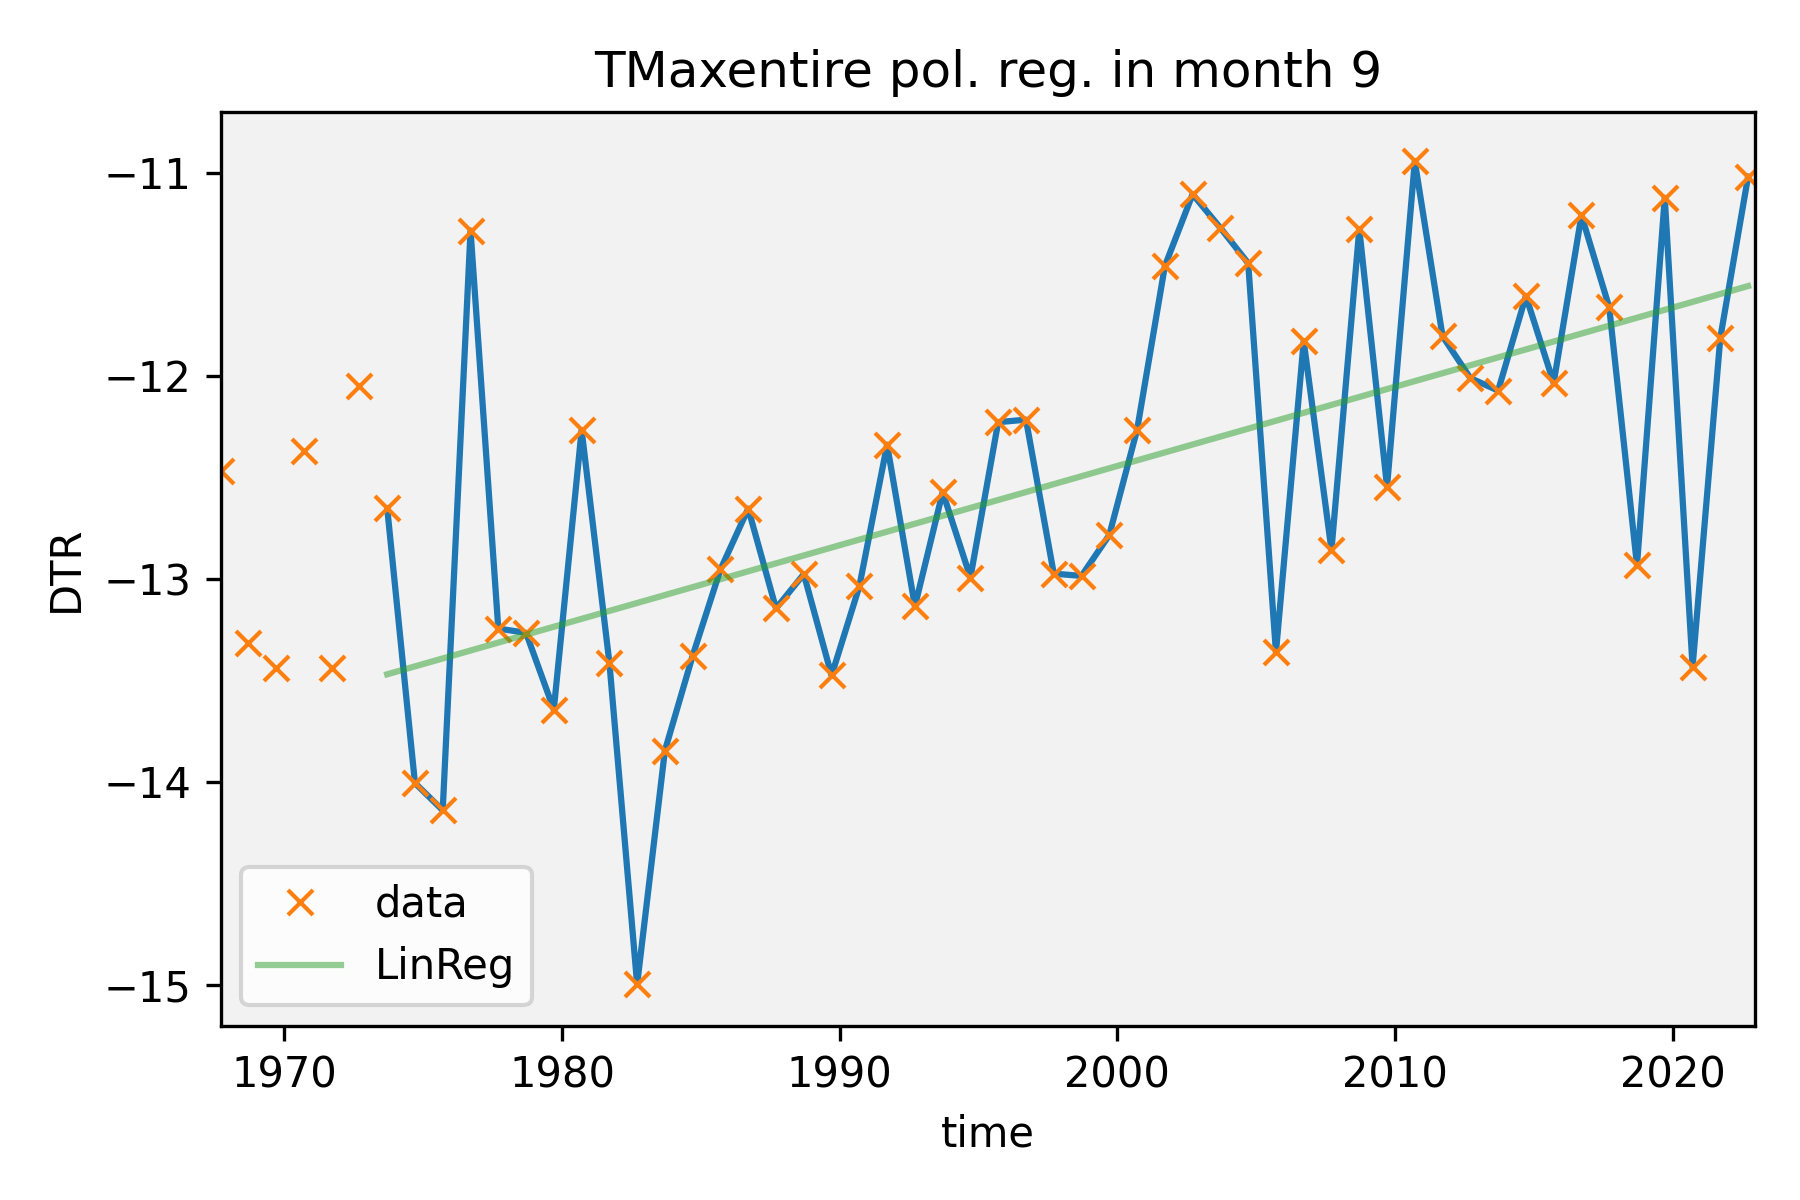 TMaxentire pol. reg. in month 9
−11
−12
−13
−14
−15
DTR
data
LinReg
1970 1980 1990 2000 2010 2020
time